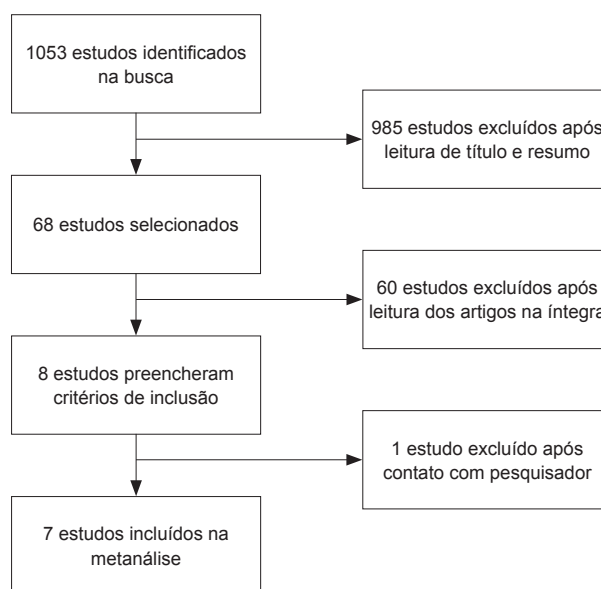 1053 estudos identificados
na busca
985 estudos excluídos após
leitura de título e resumo
68 estudos selecionados
60 estudos excluídos após
leitura dos artigos na íntegra
8 estudos preencheram
critérios de inclusão
1 estudo excluído após
contato com pesquisador
7 estudos incluídos na
metanálise